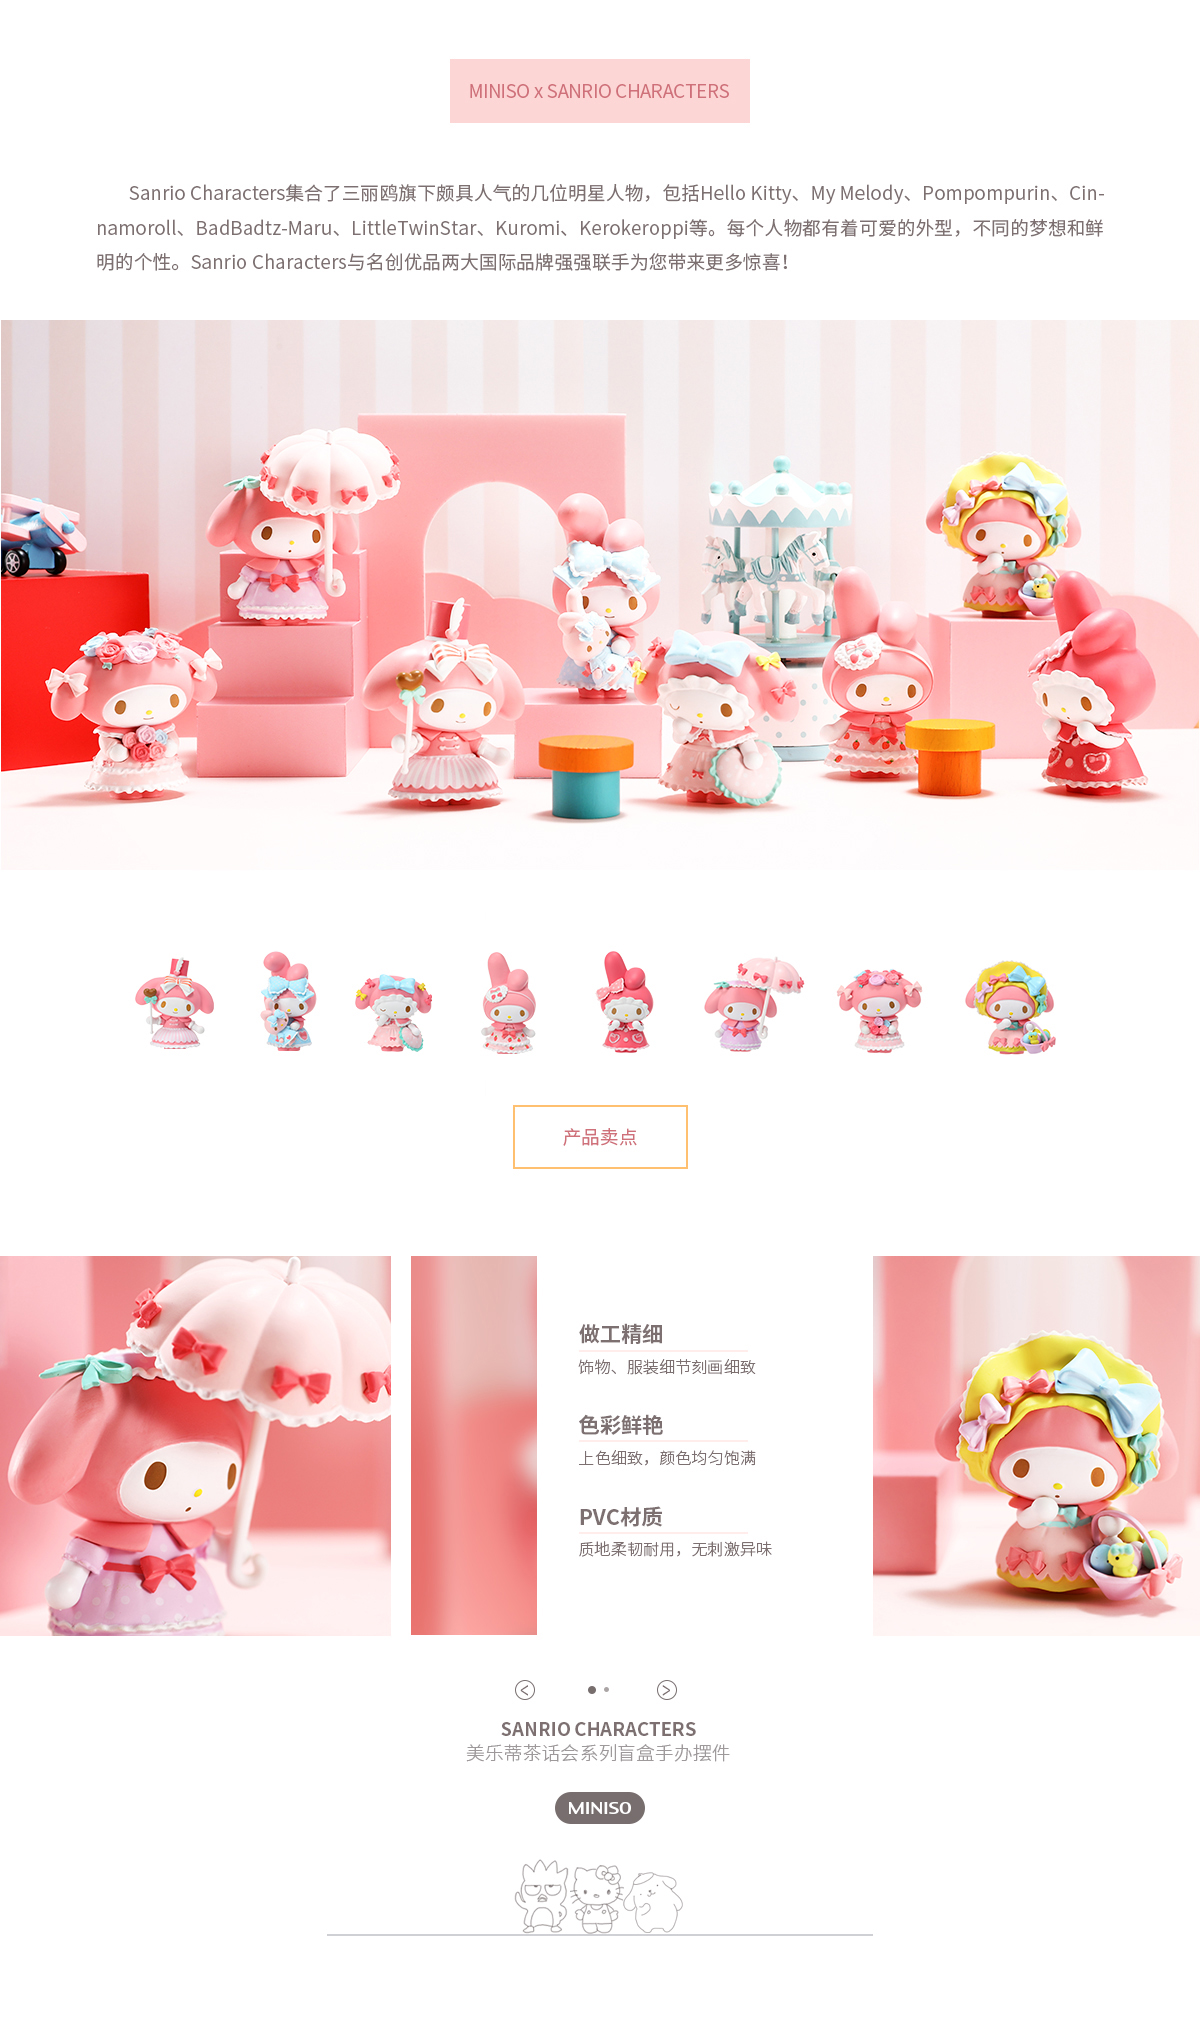 MINISO x SANRIO CHARACTERS
Sanrio Characters集合了三丽鸥旗下颇具人气的几位明星人物，包括Hello Kitty、My Melody、Pompompurin、Cin-
namoroll、BadBadtz-Maru、LittleTwinStar、Kuromi、Kerokeroppi等。每个人物都有着可爱的外型，不同的梦想和鲜
明的个性。Sanrio Characters与名创优品两大国际品牌强强联手为您带来更多惊喜！
产品卖点
做工精细
饰物、服装细节刻画细致
色彩鲜艳
上色细致，颜色均匀饱满
PVC材质
质地柔韧耐用，无刺激异味
SANRIO CHARACTERS
美乐蒂茶话会系列盲盒手办摆件
MINISO